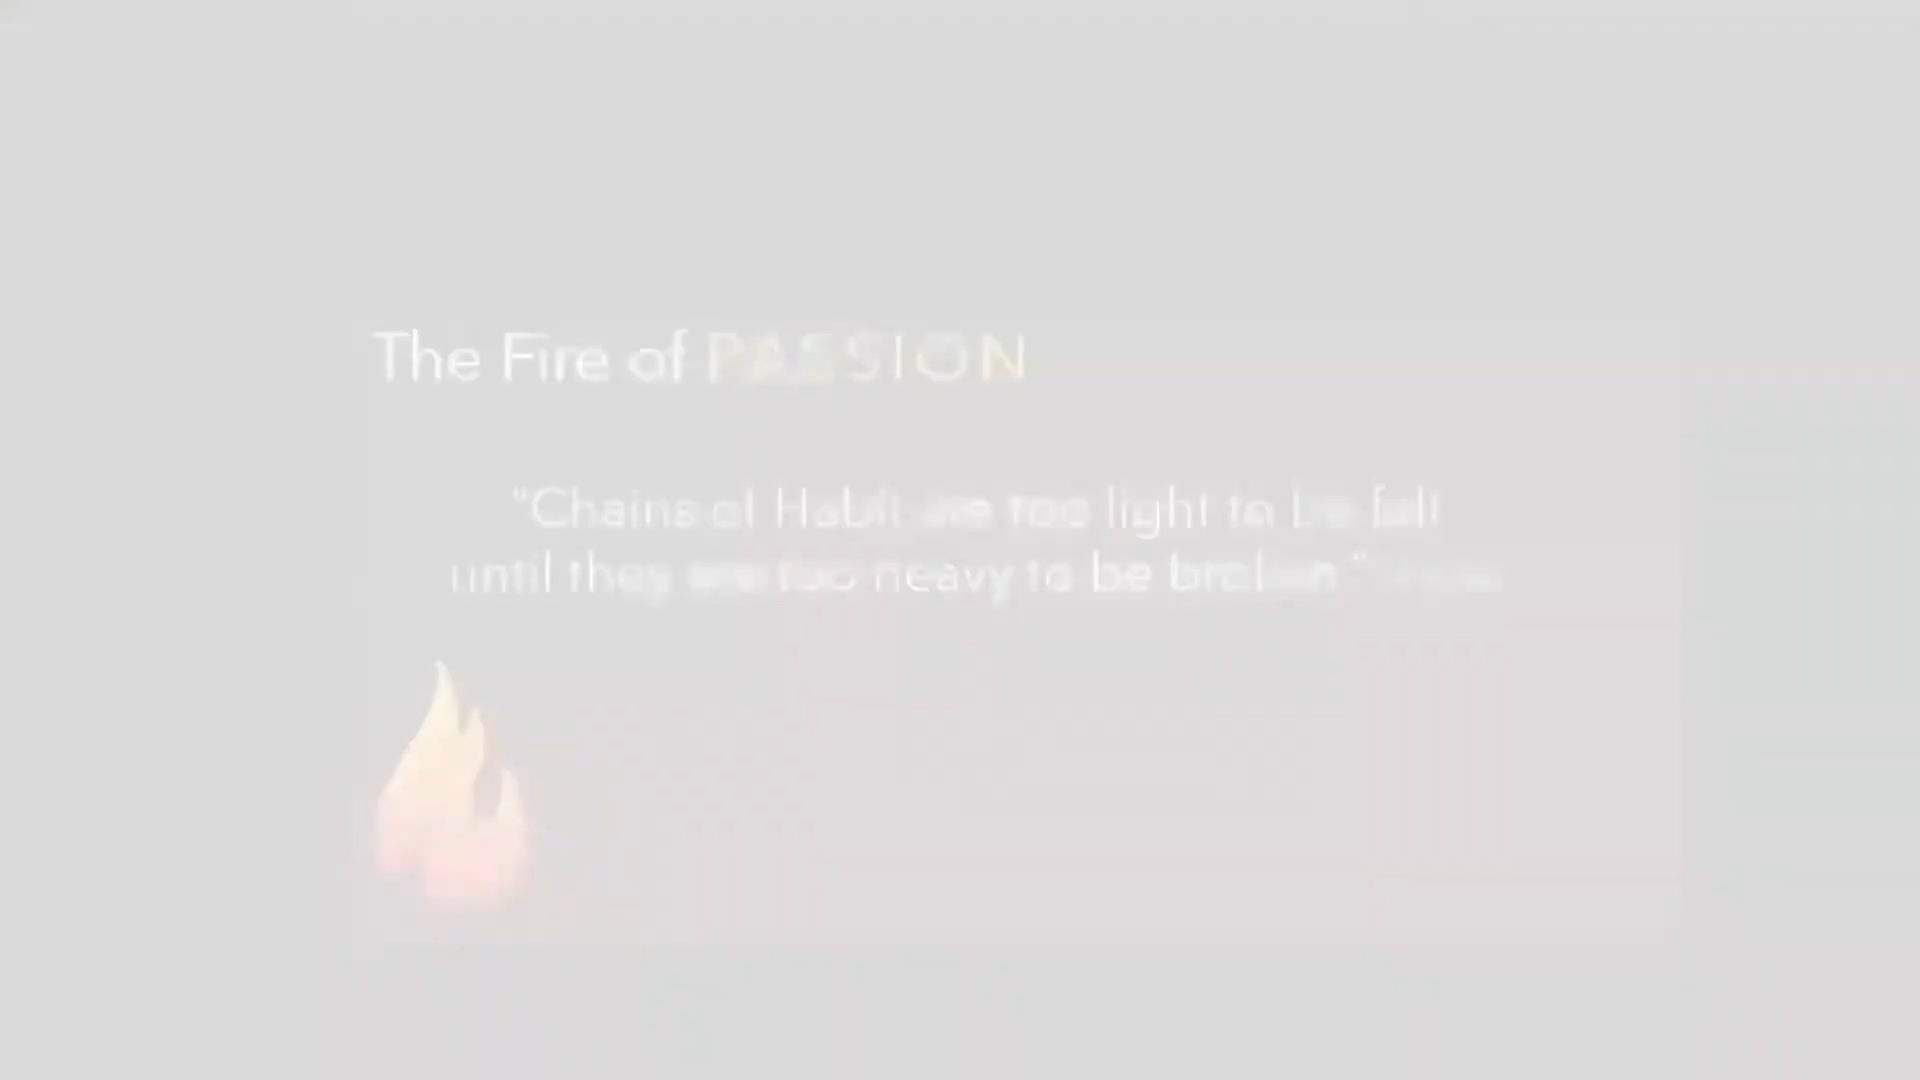 The Fire of PASSION
"Chains of Habit are too light to be felt
until they are too heavy to be broken"